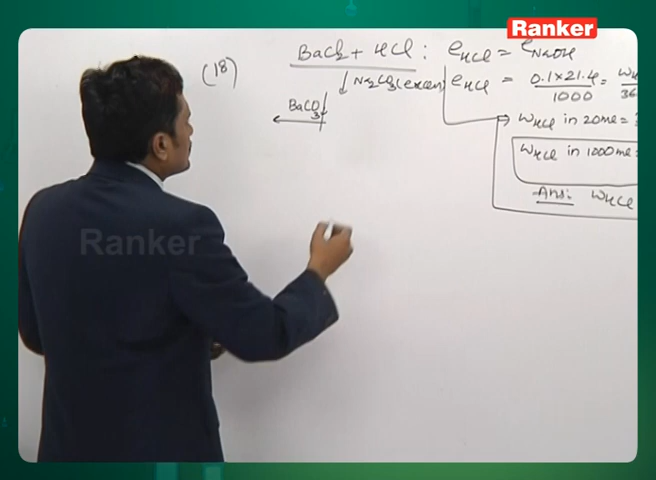 Ranker
(18) BaCl2 + HCl : eHCl = eNaOH
↓ Na2CO3 (excess) eHCl = 0.1×21.4/1000 =
BaCO3↓
→ WHCl in 20ml =
WHCl in 1000ml =
Ans: WHCl
Ranker